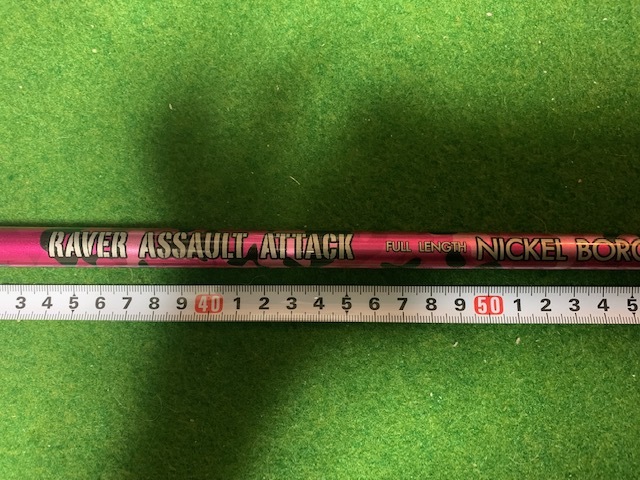 RAVER ASSAULT ATTACK FULL LENGTH NICKEL BORO
3 4 5 6 7 8 9 40 1 2 3 4 5 6 7 8 9 50 1 2 3 4 5